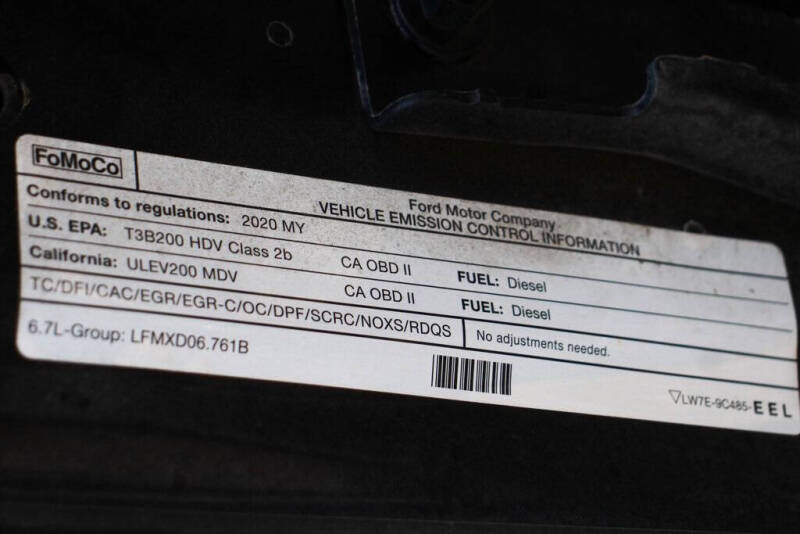 FoMoCo
Ford Motor Company
VEHICLE EMISSION CONTROL INFORMATION
Conforms to regulations: 2020 MY
U.S. EPA: T3B200 HDV Class 2b CA OBD II FUEL: Diesel
California: ULEV200 MDV CA OBD II FUEL: Diesel
TC/DFI/CAC/EGR/EGR-C/OC/DPF/SCRC/NOXS/RDQS No adjustments needed.
6.7L-Group: LFMXD06.761B
▽LW7E-9C485-EEL